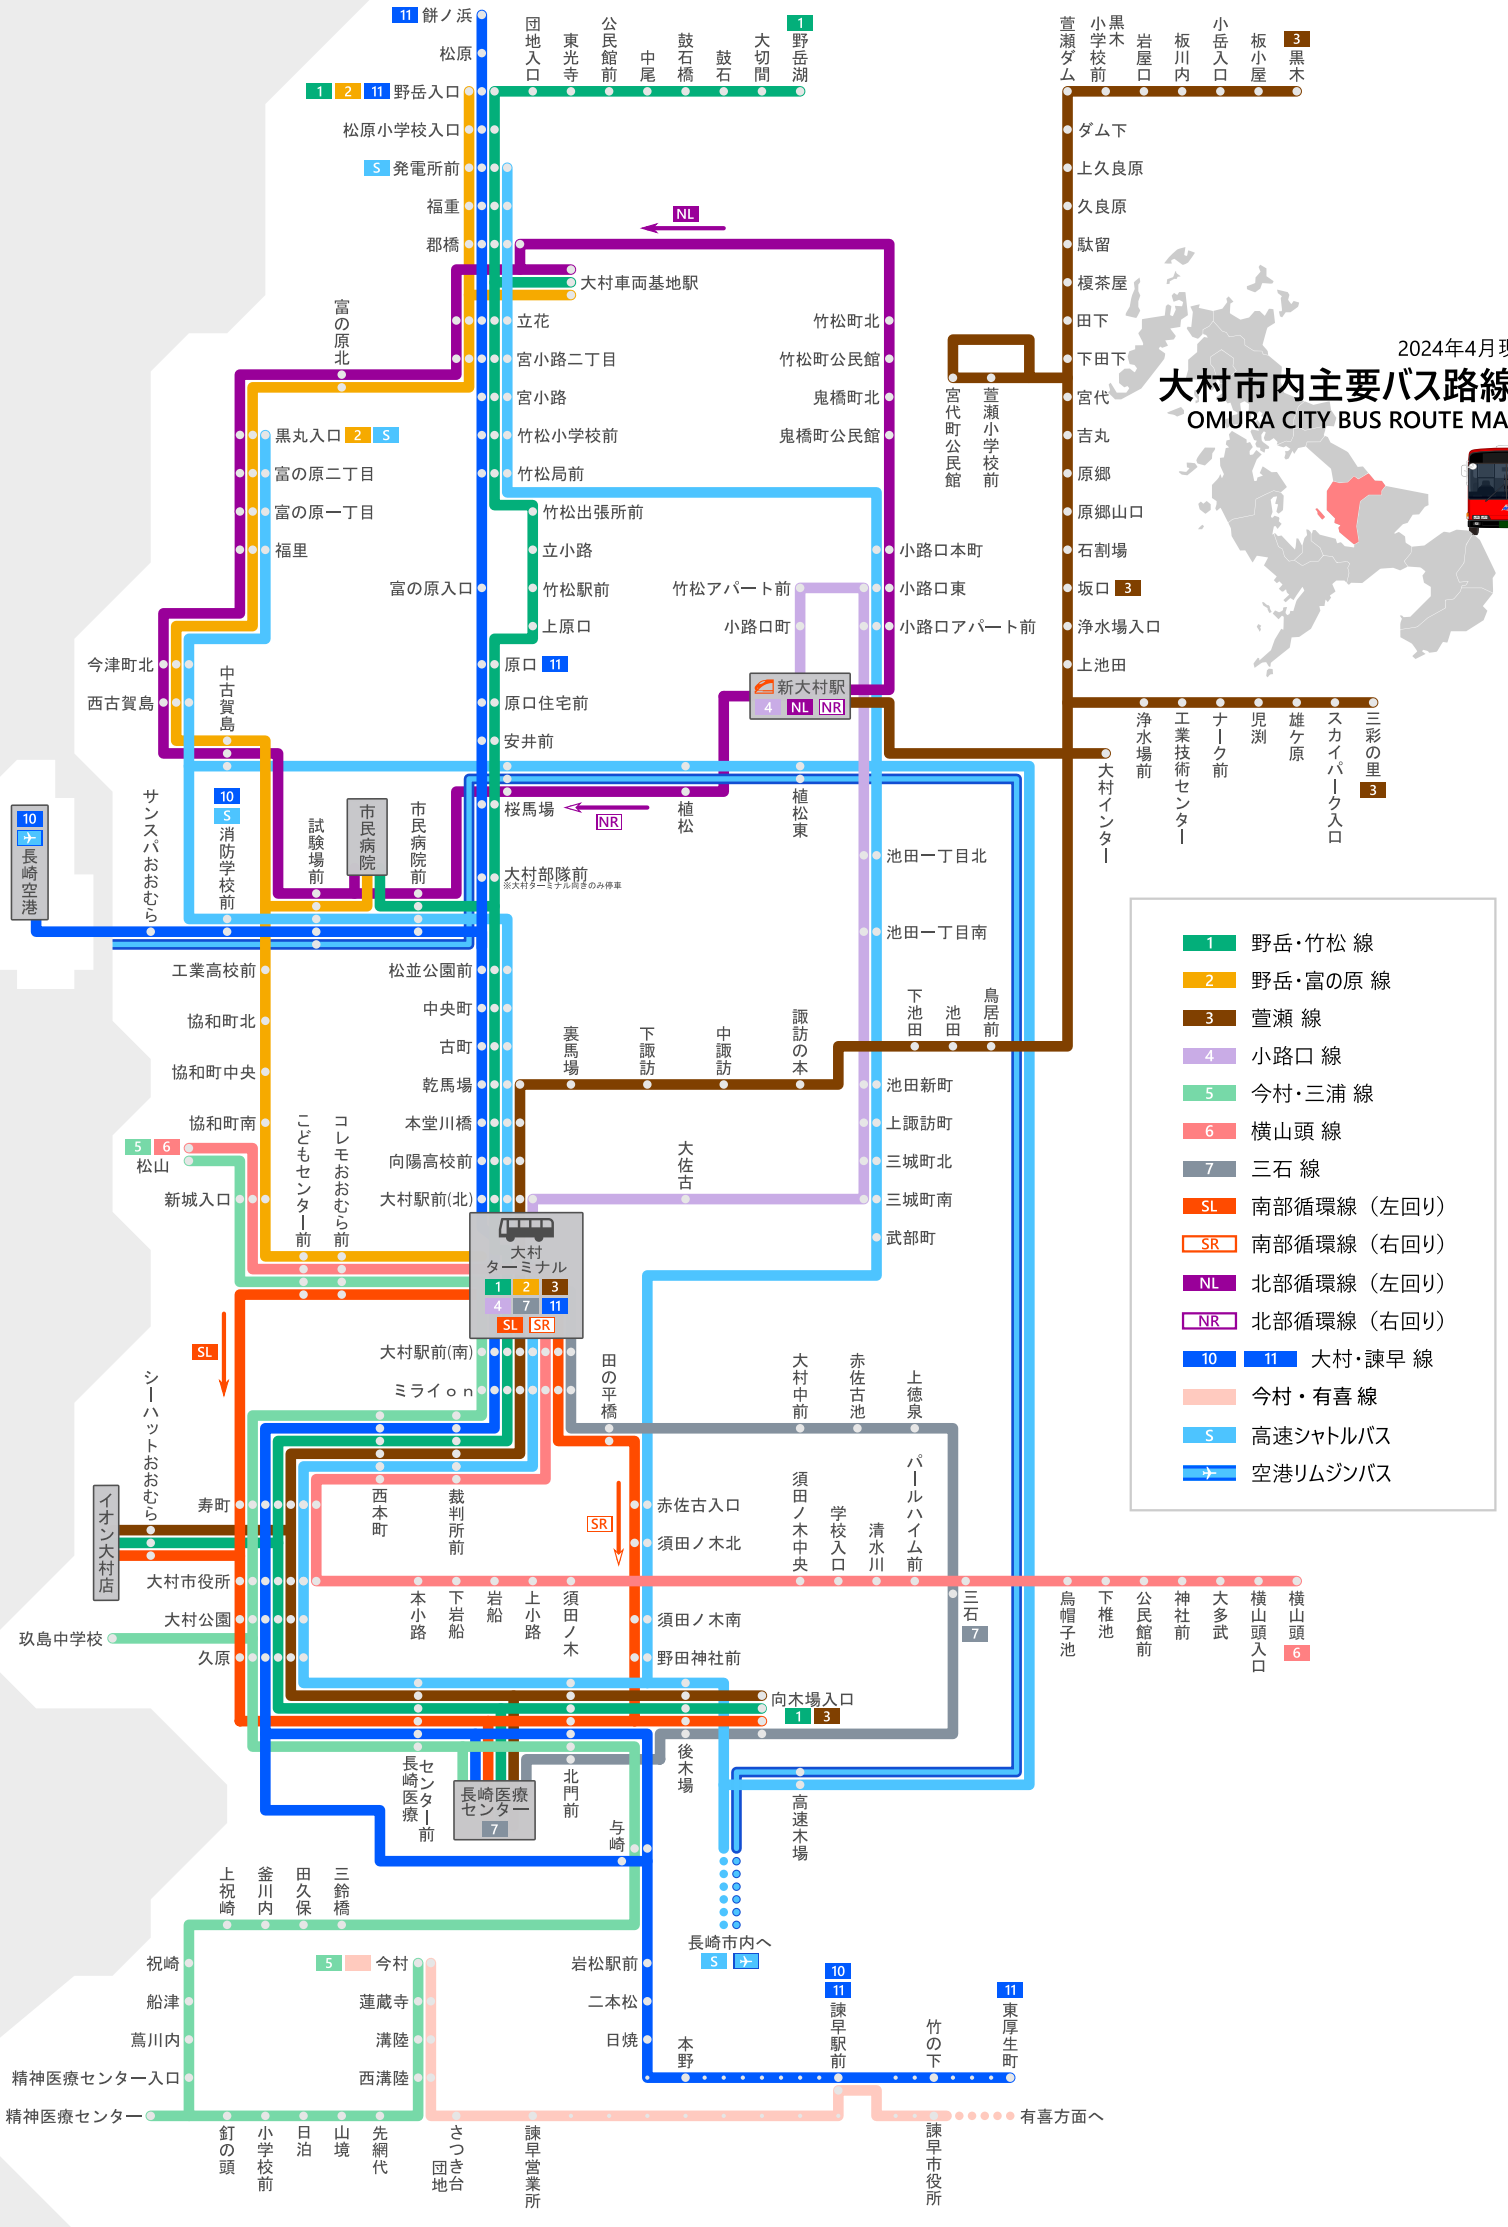 11 餅ノ浜
松原
1 2 11 野岳入口
松原小学校入口
S 発電所前
福重
郡橋
団地入口
東光寺
公民館前
中尾
鼓石橋
鼓石
大切間
1
野岳湖
萱瀬ダム
黒木小学校前
岩屋口
板川内
小岳入口
板小屋
3
黒木
ダム下
上久良原
久良原
駄留
榎茶屋
田下
下田下
宮代
吉丸
原郷
原郷山口
石割場
坂口 3
浄水場入口
上池田
2024年4月現
大村市内主要バス路線
OMURA CITY BUS ROUTE MA
NL
大村車両基地駅
立花
宮小路二丁目
宮小路
竹松小学校前
竹松局前
竹松出張所前
立小路
竹松駅前
上原口
富の原入口
原口 11
原口住宅前
安井前
桜馬場
大村部隊前
※大村ターミナル向きのみ停車
富の原北
黒丸入口 2 S
富の原二丁目
富の原一丁目
福里
今津町北
西古賀島
中古賀島
竹松町北
竹松町公民館
鬼橋町北
鬼橋町公民館
宮代町公民館
萱瀬小学校前
小路口本町
小路口東
小路口アパート前
竹松アパート前
小路口町
新大村駅
4 NL NR
NR
植松
植松東
大村インター
浄水場前
工業技術センター
ナーク前
児渕
雄ケ原
スカイパーク入口
三彩の里
3
10
長崎空港
サンスパおおむら
10
S
消防学校前
試験場前
市民病院
市民病院前
池田一丁目北
池田一丁目南
工業高校前
協和町北
協和町中央
協和町南
松並公園前
中央町
古町
乾馬場
本堂川橋
向陽高校前
大村駅前(北)
裏馬場
下諏訪
中諏訪
諏訪の本
下池田
池田
鳥居前
池田新町
上諏訪町
三城町北
三城町南
武部町
大佐古
5 6
松山
新城入口
こどもセンター前
コレモおおむら前
大村
ターミナル
1 2 3
4 7 11
SL SR
SL
大村駅前(南)
ミライon
田の平橋
大村中前
赤佐古池
上徳泉
シーハットおおむら
イオン大村店
寿町
大村市役所
大村公園
玖島中学校
久原
西本町
裁判所前
SR
赤佐古入口
須田ノ木北
須田ノ木南
野田神社前
須田ノ木中央
学校入口
清水川
パールハイム前
本小路
下岩船
岩船
上小路
須田ノ木
三石
7
烏帽子池
下椎池
公民館前
神社前
大多武
横山頭入口
横山頭
6
向木場入口
1 3
長崎医療センター前
長崎医療
センター
7
北門前
後木場
高速木場
与崎
上祝崎
釜川内
田久保
三鈴橋
祝崎
船津
蔦川内
精神医療センター入口
精神医療センター
5 今村
蓮蔵寺
溝陸
西溝陸
釘の頭
小学校前
日泊
山境
先網代
さつき台団地
諫早営業所
岩松駅前
二本松
日焼
長崎市内へ
S
本野
10
11
諫早駅前
竹の下
11
東厚生町
諫早市役所
有喜方面へ
1 野岳・竹松 線
2 野岳・富の原 線
3 萱瀬 線
4 小路口 線
5 今村・三浦 線
6 横山頭 線
7 三石 線
SL 南部循環線（左回り）
SR 南部循環線（右回り）
NL 北部循環線（左回り）
NR 北部循環線（右回り）
10 11 大村・諫早 線
今村・有喜 線
S 高速シャトルバス
空港リムジンバス